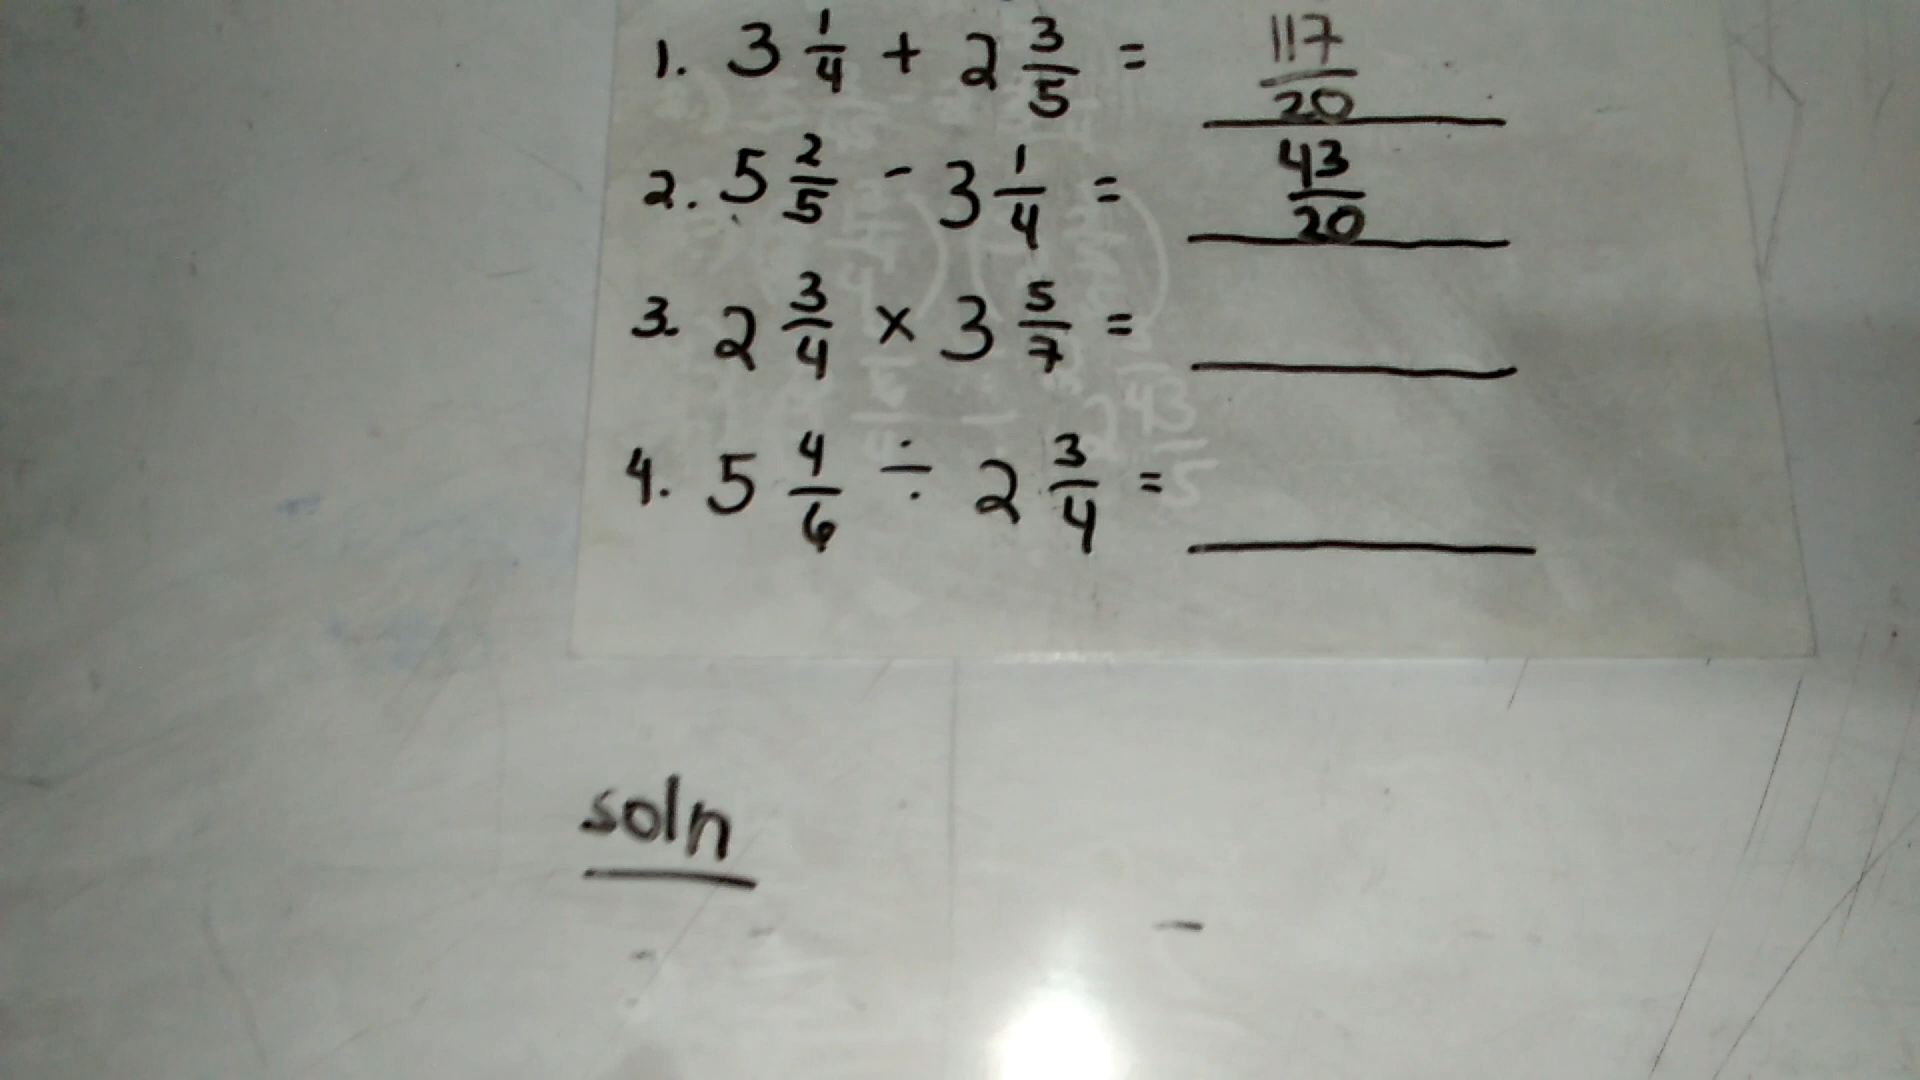 1. 3 1/4 + 2 3/5 = 117/20
2. 5 2/5 - 3 1/4 = 43/20
3. 2 3/4 x 3 5/7 =
4. 5 4/6 ÷ 2 3/4 =
soln